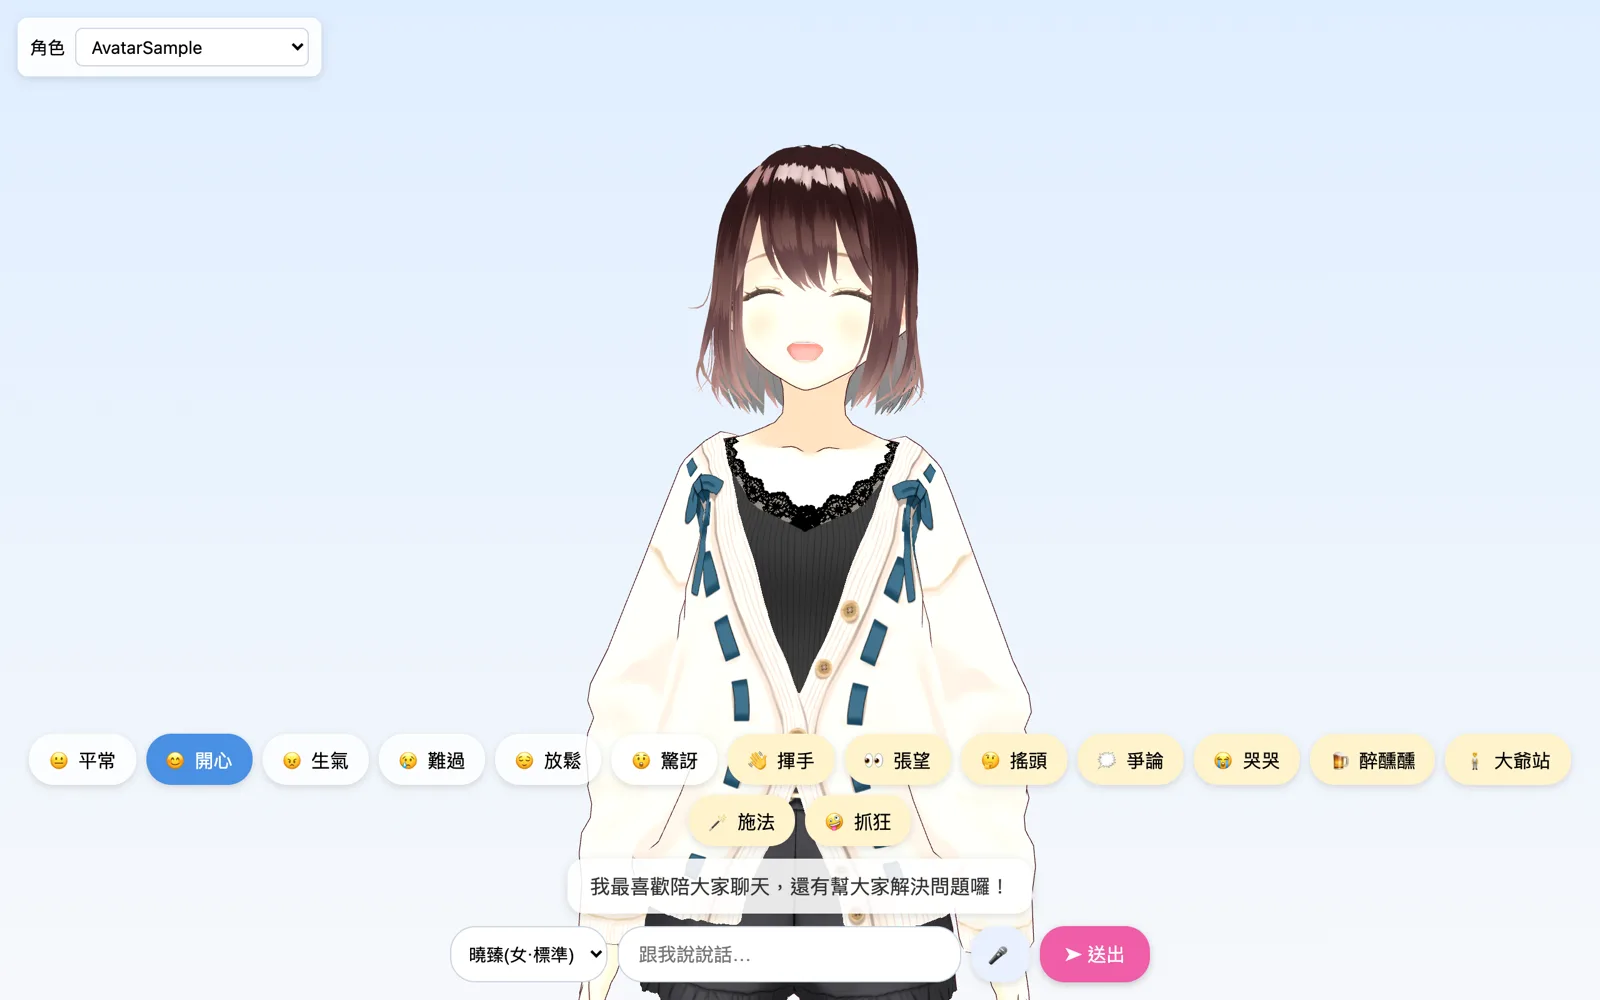 角色 AvatarSample
😐 平常 😊 開心 😠 生氣 😢 難過 😌 放鬆 😲 驚訝 👋 揮手 👀 張望 🤔 搖頭 💭 爭論 😭 哭哭 🍺 醉醺醺 🧍 大爺站
🪄 施法 🤪 抓狂
我最喜歡陪大家聊天，還有幫大家解決問題囉！
曉臻(女·標準) 跟我說說話… 🎤 ➤ 送出